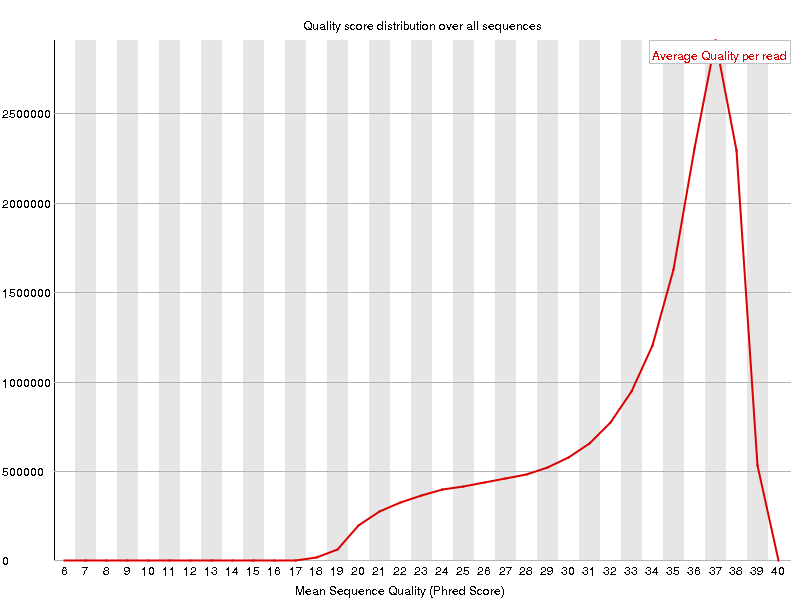 Quality score distribution over all sequences
Average Quality per read
2500000
2000000
1500000
1000000
500000
0
6 7 8 9 10 11 12 13 14 15 16 17 18 19 20 21 22 23 24 25 26 27 28 29 30 31 32 33 34 35 36 37 38 39 40
Mean Sequence Quality (Phred Score)